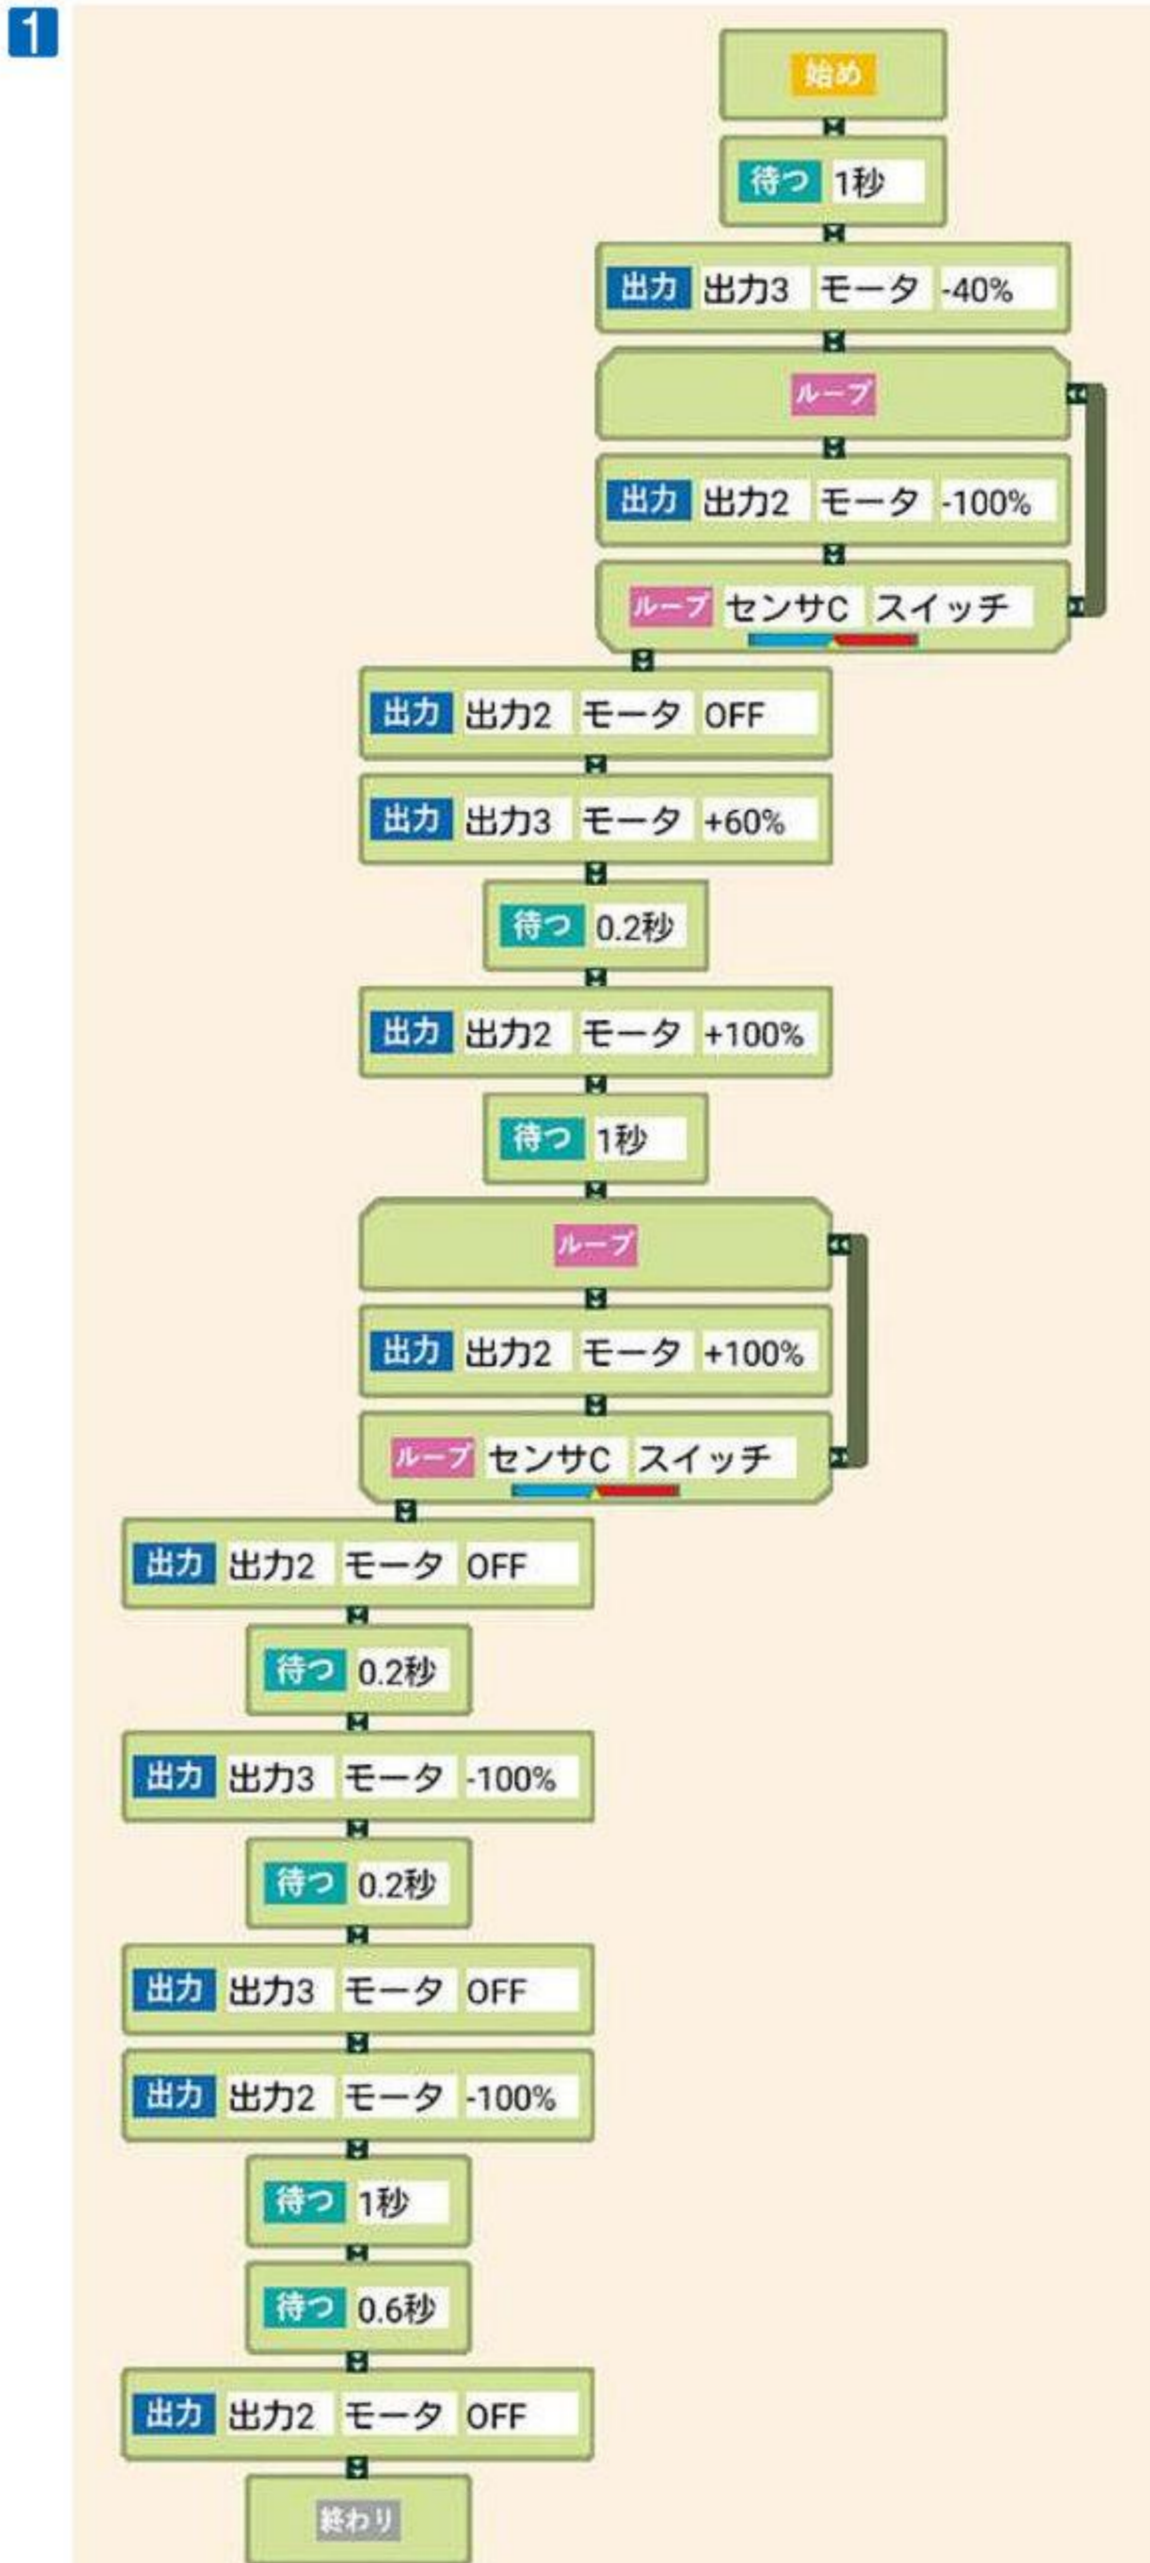 1
始め
待つ 1秒
出力 出力3 モータ -40%
ループ
出力 出力2 モータ -100%
ループ センサC スイッチ
出力 出力2 モータ OFF
出力 出力3 モータ +60%
待つ 0.2秒
出力 出力2 モータ +100%
待つ 1秒
ループ
出力 出力2 モータ +100%
ループ センサC スイッチ
出力 出力2 モータ OFF
待つ 0.2秒
出力 出力3 モータ -100%
待つ 0.2秒
出力 出力3 モータ OFF
出力 出力2 モータ -100%
待つ 1秒
待つ 0.6秒
出力 出力2 モータ OFF
終わり